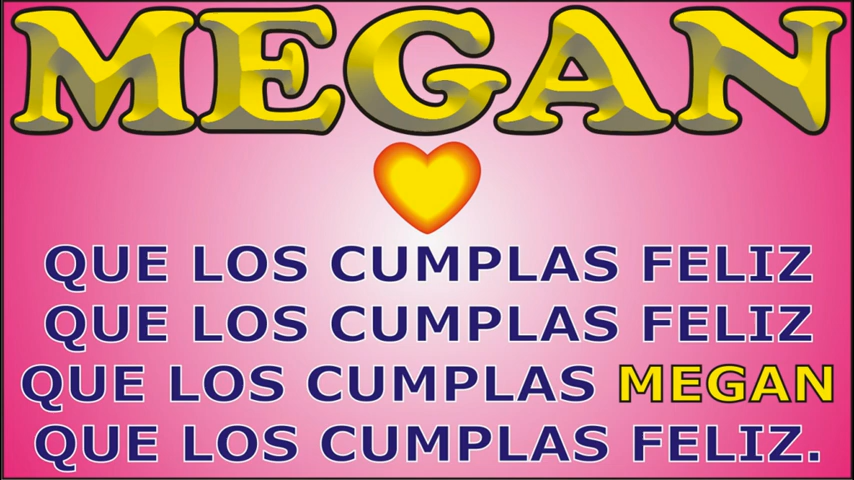 MEGAN
QUE LOS CUMPLAS FELIZ
QUE LOS CUMPLAS FELIZ
QUE LOS CUMPLAS MEGAN
QUE LOS CUMPLAS FELIZ.